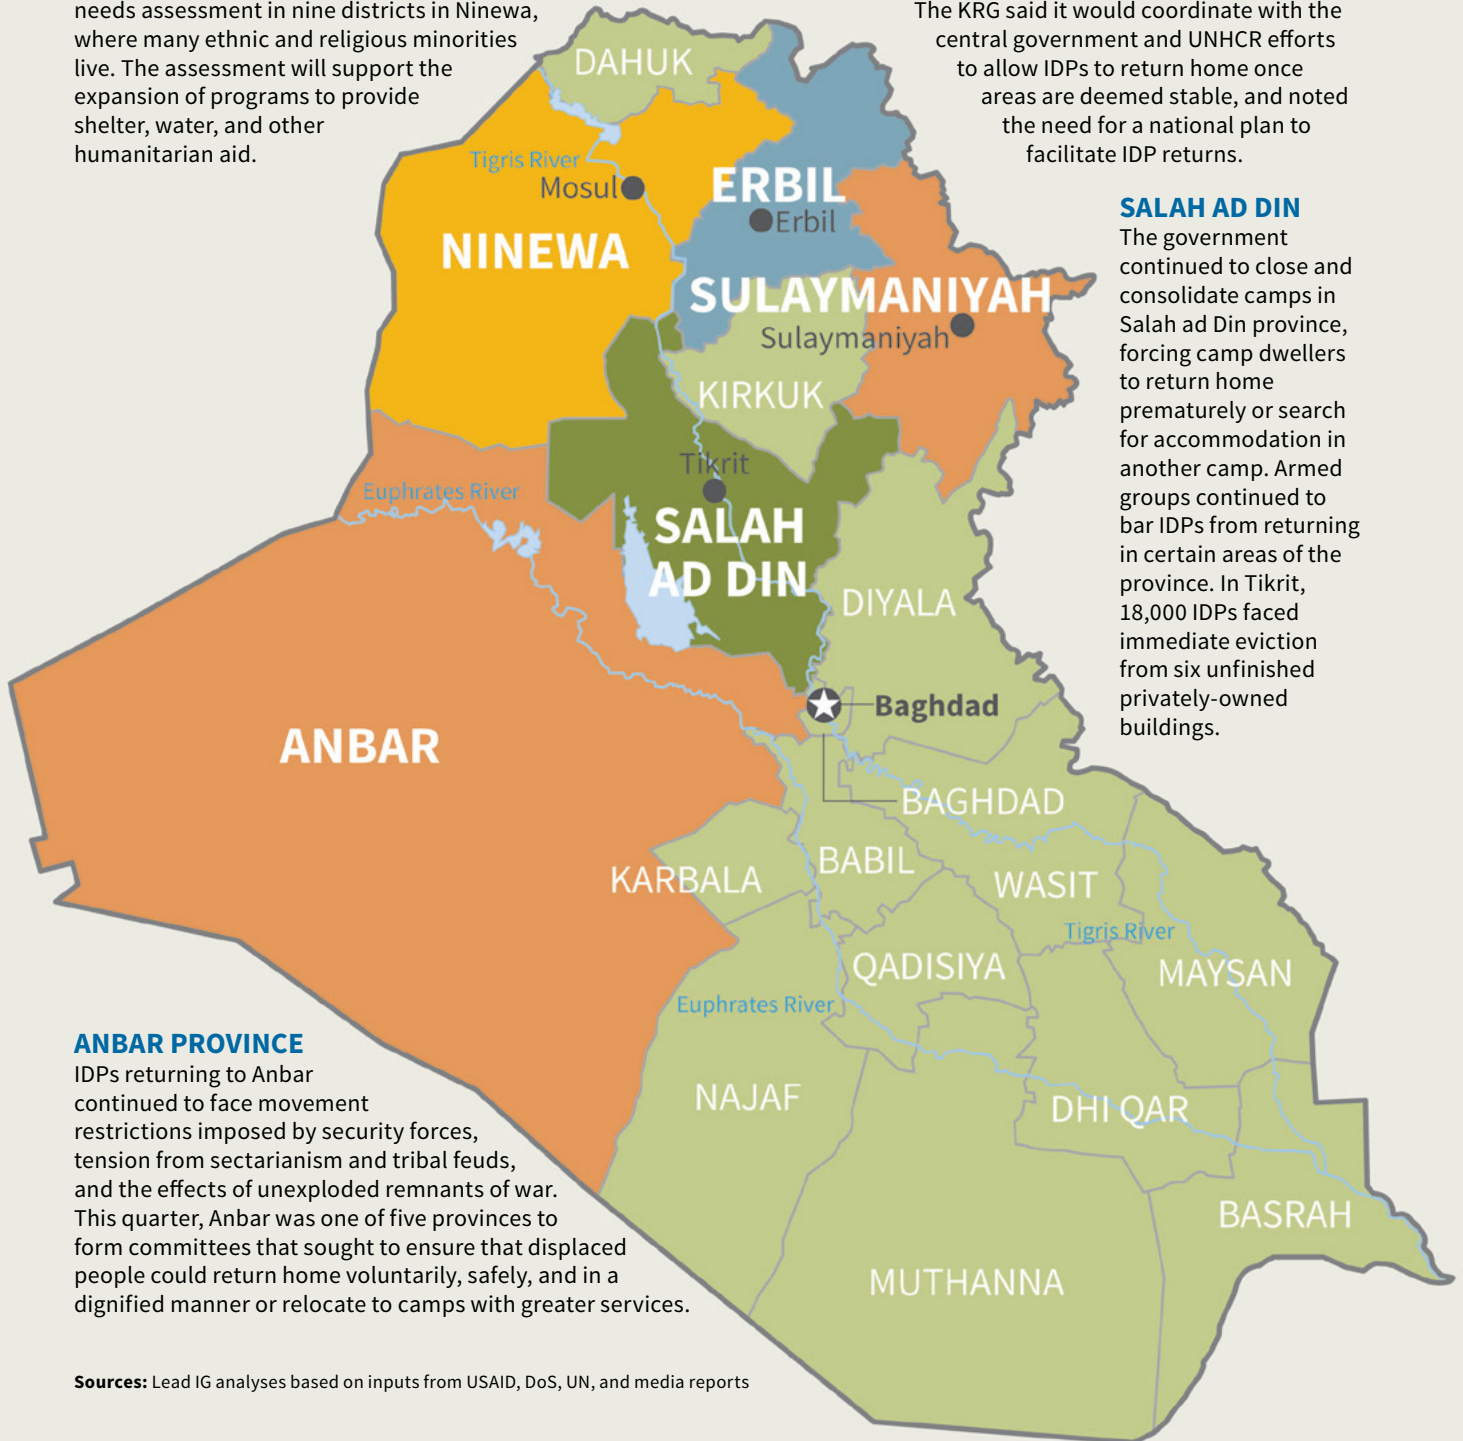 needs assessment in nine districts in Ninewa,
where many ethnic and religious minorities
live. The assessment will support the
expansion of programs to provide
shelter, water, and other
humanitarian aid.
The KRG said it would coordinate with the
central government and UNHCR efforts
to allow IDPs to return home once
areas are deemed stable, and noted
the need for a national plan to
facilitate IDP returns.
SALAH AD DIN
The government
continued to close and
consolidate camps in
Salah ad Din province,
forcing camp dwellers
to return home
prematurely or search
for accommodation in
another camp. Armed
groups continued to
bar IDPs from returning
in certain areas of the
province. In Tikrit,
18,000 IDPs faced
immediate eviction
from six unfinished
privately-owned
buildings.
DAHUK
Tigris River
Mosul
NINEWA
ERBIL
Erbil
SULAYMANIYAH
Sulaymaniyah
KIRKUK
Tikrit
Euphrates River
SALAH
AD DIN
DIYALA
Baghdad
ANBAR
BAGHDAD
BABIL
KARBALA
WASIT
Tigris River
QADISIYA
MAYSAN
Euphrates River
NAJAF
DHI QAR
BASRAH
MUTHANNA
ANBAR PROVINCE
IDPs returning to Anbar
continued to face movement
restrictions imposed by security forces,
tension from sectarianism and tribal feuds,
and the effects of unexploded remnants of war.
This quarter, Anbar was one of five provinces to
form committees that sought to ensure that displaced
people could return home voluntarily, safely, and in a
dignified manner or relocate to camps with greater services.
Sources: Lead IG analyses based on inputs from USAID, DoS, UN, and media reports